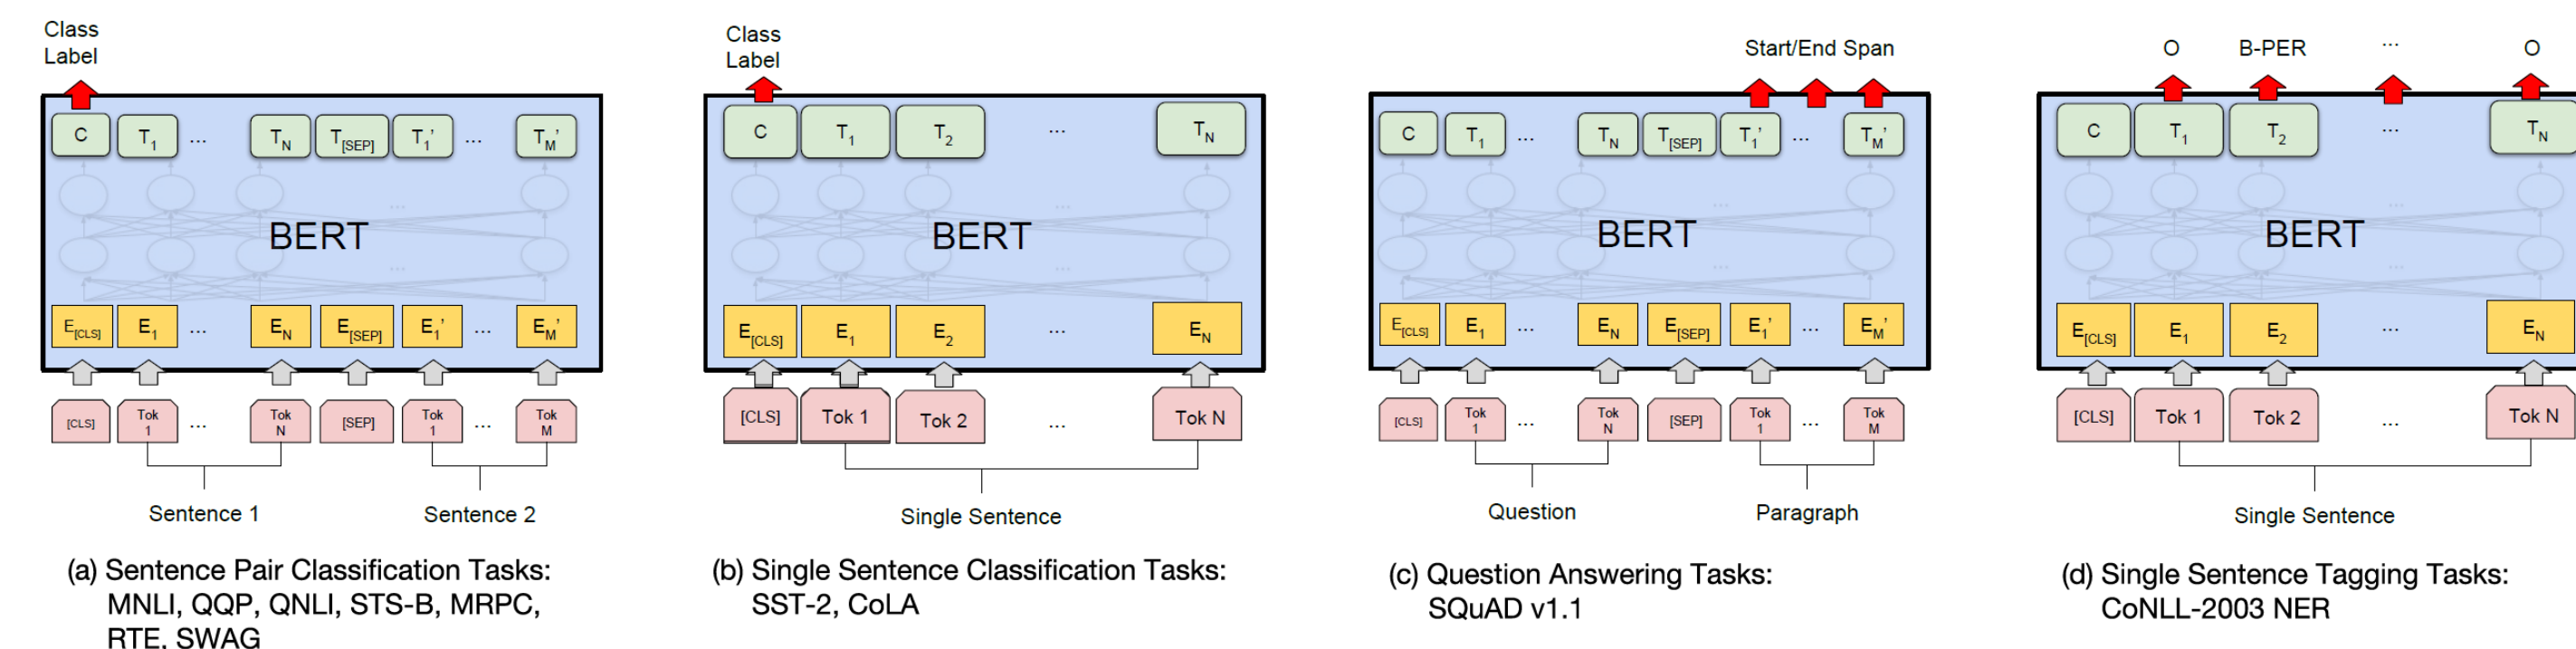 Class
Label
C T1 ... TN T[SEP] T1' ... TM'
...
BERT
...
E[CLS] E1 ... EN E[SEP] E1' ... EM'
[CLS] Tok 1 ... Tok N [SEP] Tok 1 ... Tok M
Sentence 1 Sentence 2
(a) Sentence Pair Classification Tasks:
MNLI, QQP, QNLI, STS-B, MRPC,
RTE, SWAG
Class
Label
C T1 T2 ... TN
...
BERT
...
E[CLS] E1 E2 ... EN
[CLS] Tok 1 Tok 2 ... Tok N
Single Sentence
(b) Single Sentence Classification Tasks:
SST-2, CoLA
Start/End Span
C T1 ... TN T[SEP] T1' ... TM'
...
BERT
...
E[CLS] E1 ... EN E[SEP] E1' ... EM'
[CLS] Tok 1 ... Tok N [SEP] Tok 1 ... Tok M
Question Paragraph
(c) Question Answering Tasks:
SQuAD v1.1
O B-PER ... O
C T1 T2 ... TN
...
BERT
...
E[CLS] E1 E2 ... EN
[CLS] Tok 1 Tok 2 ... Tok N
Single Sentence
(d) Single Sentence Tagging Tasks:
CoNLL-2003 NER